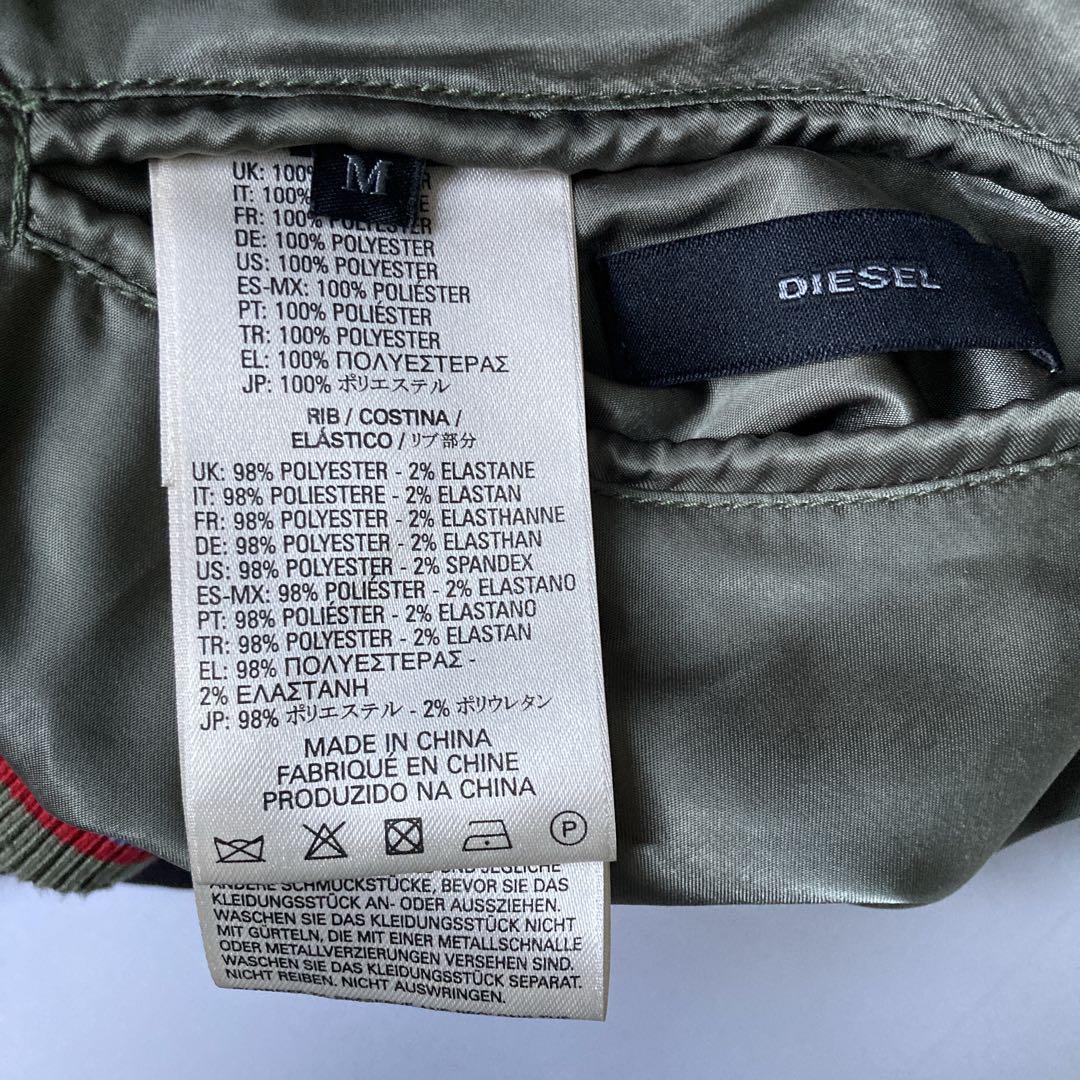 M
DIESEL
UK: 100%
IT: 100%
FR: 100%
DE: 100% POLYESTER
US: 100% POLYESTER
ES-MX: 100% POLIÉSTER
PT: 100% POLIÉSTER
TR: 100% POLYESTER
EL: 100% ΠΟΛΥΕΣΤΕΡΑΣ
JP: 100% ポリエステル
RIB / COSTINA /
ELÁSTICO / リブ部分
UK: 98% POLYESTER - 2% ELASTANE
IT: 98% POLIESTERE - 2% ELASTAN
FR: 98% POLYESTER - 2% ELASTHANNE
DE: 98% POLYESTER - 2% ELASTHAN
US: 98% POLYESTER - 2% SPANDEX
ES-MX: 98% POLIÉSTER - 2% ELASTANO
PT: 98% POLIÉSTER - 2% ELASTANO
TR: 98% POLYESTER - 2% ELASTAN
EL: 98% ΠΟΛΥΕΣΤΕΡΑΣ -
2% ΕΛΑΣΤΑΝΗ
JP: 98% ポリエステル - 2% ポリウレタン
MADE IN CHINA
FABRIQUÉ EN CHINE
PRODUZIDO NA CHINA
P
ANDERE SCHMUCKSTÜCKE, BEVOR SIE DAS
KLEIDUNGSSTÜCK AN- ODER AUSZIEHEN.
WASCHEN SIE DAS KLEIDUNGSSTÜCK NICHT
MIT GÜRTELN, DIE MIT EINER METALLSCHNALLE
ODER METALLVERZIERUNGEN VERSEHEN SIND.
WASCHEN SIE DAS KLEIDUNGSSTÜCK SEPARAT.
NICHT REIBEN. NICHT AUSWRINGEN.